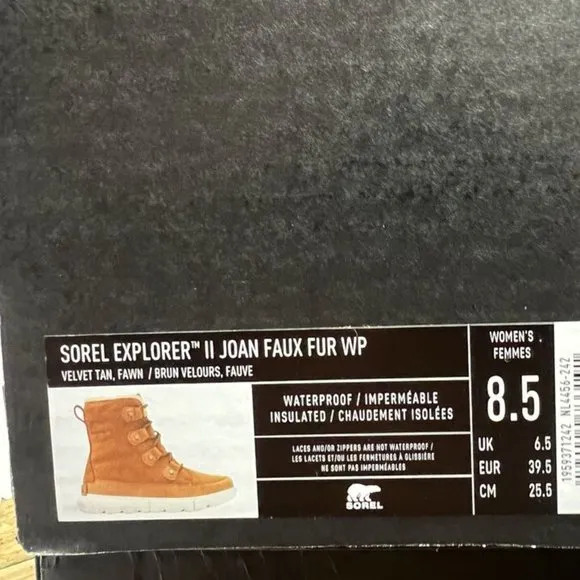 SOREL EXPLORER™ II JOAN FAUX FUR WP
VELVET TAN, FAWN / BRUN VELOURS, FAUVE
WATERPROOF / IMPERMÉABLE
INSULATED / CHAUDEMENT ISOLÉES
LACES AND/OR ZIPPERS ARE NOT WATERPROOF /
LES LACETS ET/OU LES FERMETURES À GLISSIÈRE
NE SONT PAS IMPERMÉABLES
SOREL
WOMEN'S
FEMMES
8.5
UK 6.5
EUR 39.5
CM 25.5
1959371242 NL4456-242